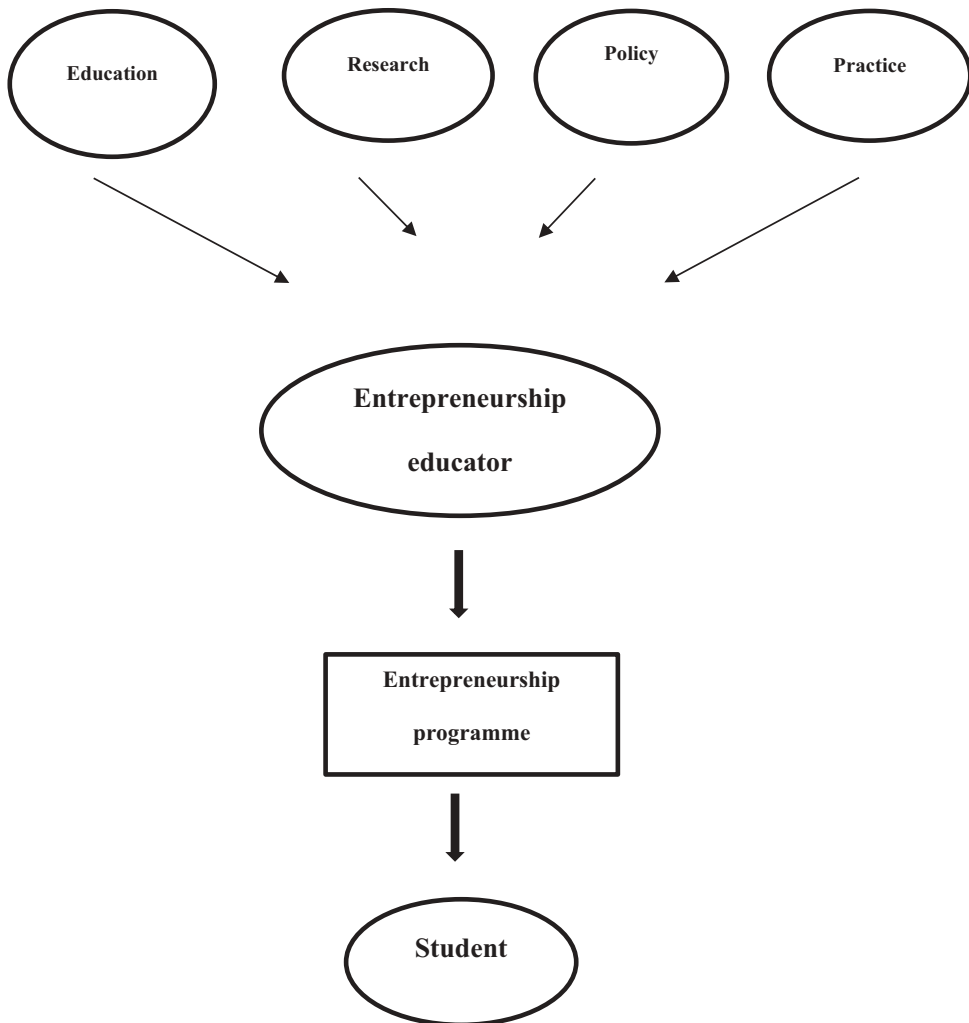 Education
Research
Policy
Practice
Entrepreneurship
educator
Entrepreneurship
programme
Student